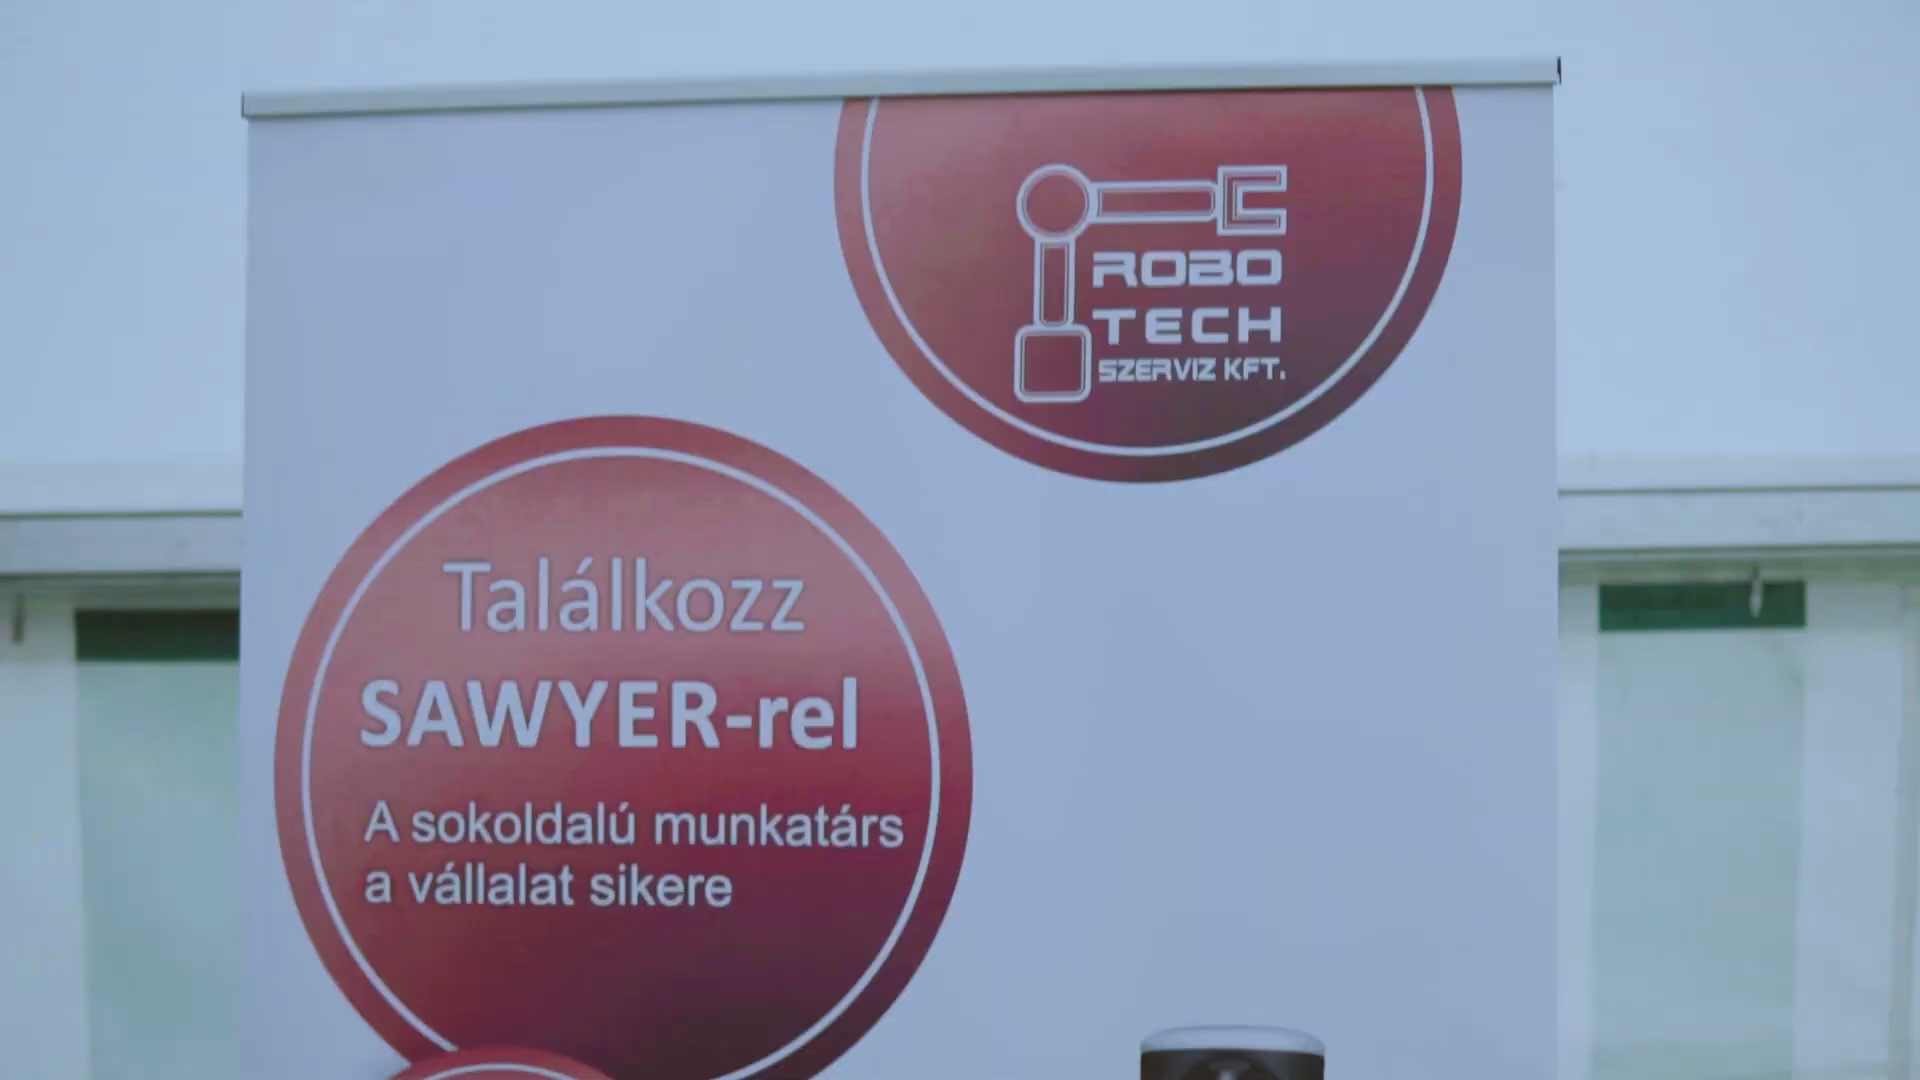 ROBO
TECH
SZERVIZ KFT.
Találkozz
SAWYER-rel
A sokoldalú munkatárs
a vállalat sikere